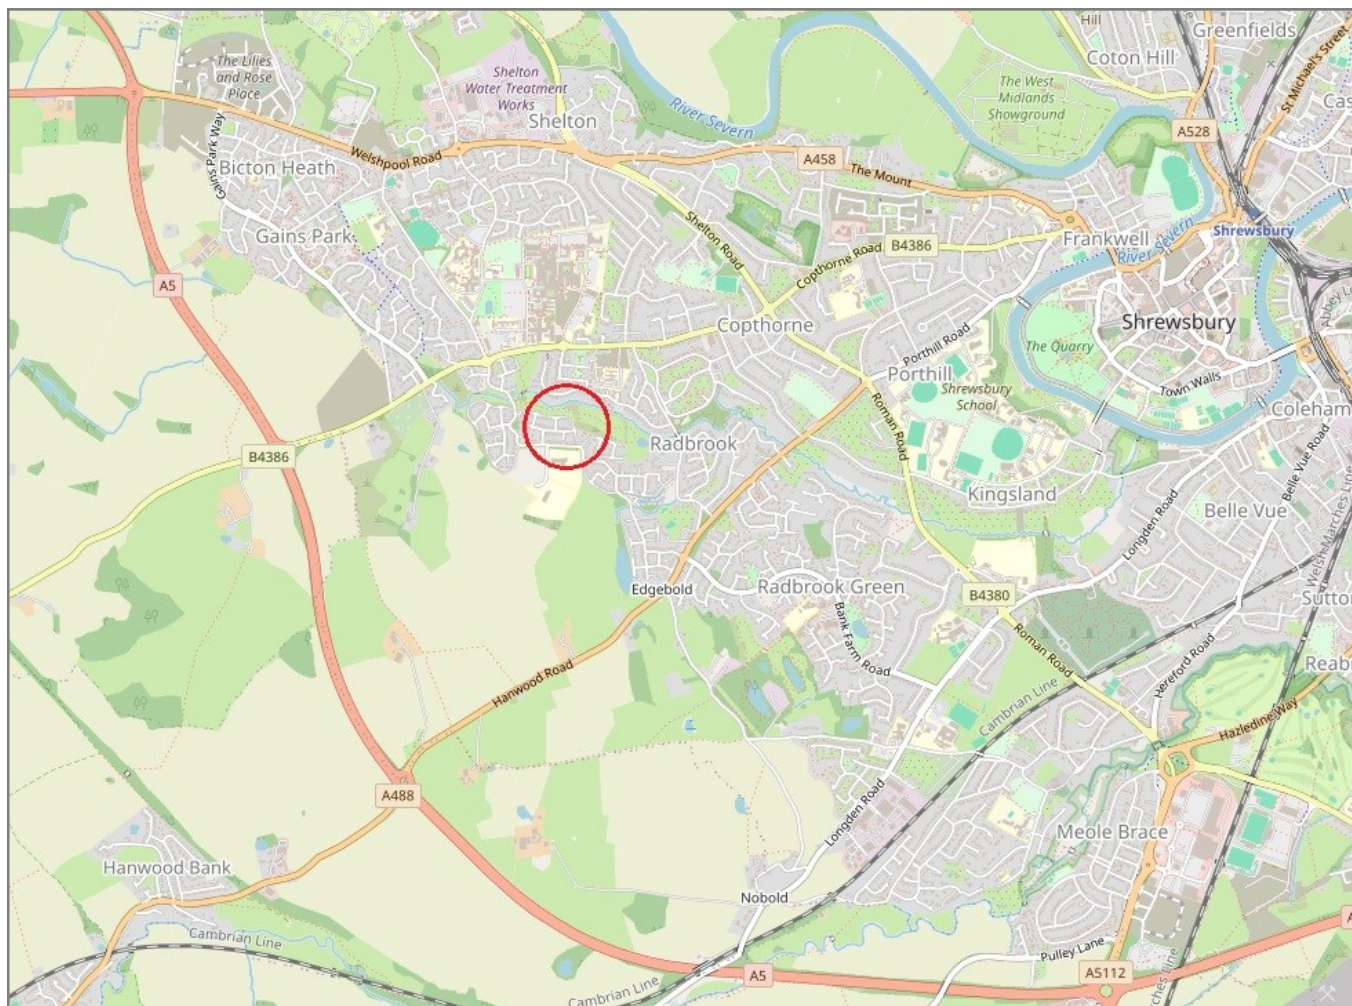 Hill
Greenfields
Coton Hill
St Michael's Street
The Lilies
and Rose
Place
Shelton
Water Treatment
Works
The West
Midlands
Showground
River Severn
Shelton
A528
Gains Park Way
Welshpool Road
A458
Bicton Heath
The Mount
Gains Park
Shelton Road
B4386
Copthorne Road
Frankwell
River Severn
Shrewsbury
A5
Copthorne
Shrewsbury
Porthill Road
The Quarry
Porthill
Shrewsbury
School
Town Walls
Roman Road
Coleham
B4386
Radbrook
Kingsland
Belle Vue Road
Longden Road
Belle Vue
Welsh Marches Line
Edgebold
Radbrook Green
B4380
Sutton
Bank Farm Road
Roman Road
Hereford Road
Hanwood Road
Cambrian Line
Hazledine Way
A488
Longden Road
Meole Brace
Hanwood Bank
Nobold
Cambrian Line
Pulley Lane
A5
A5112
Cambrian Line